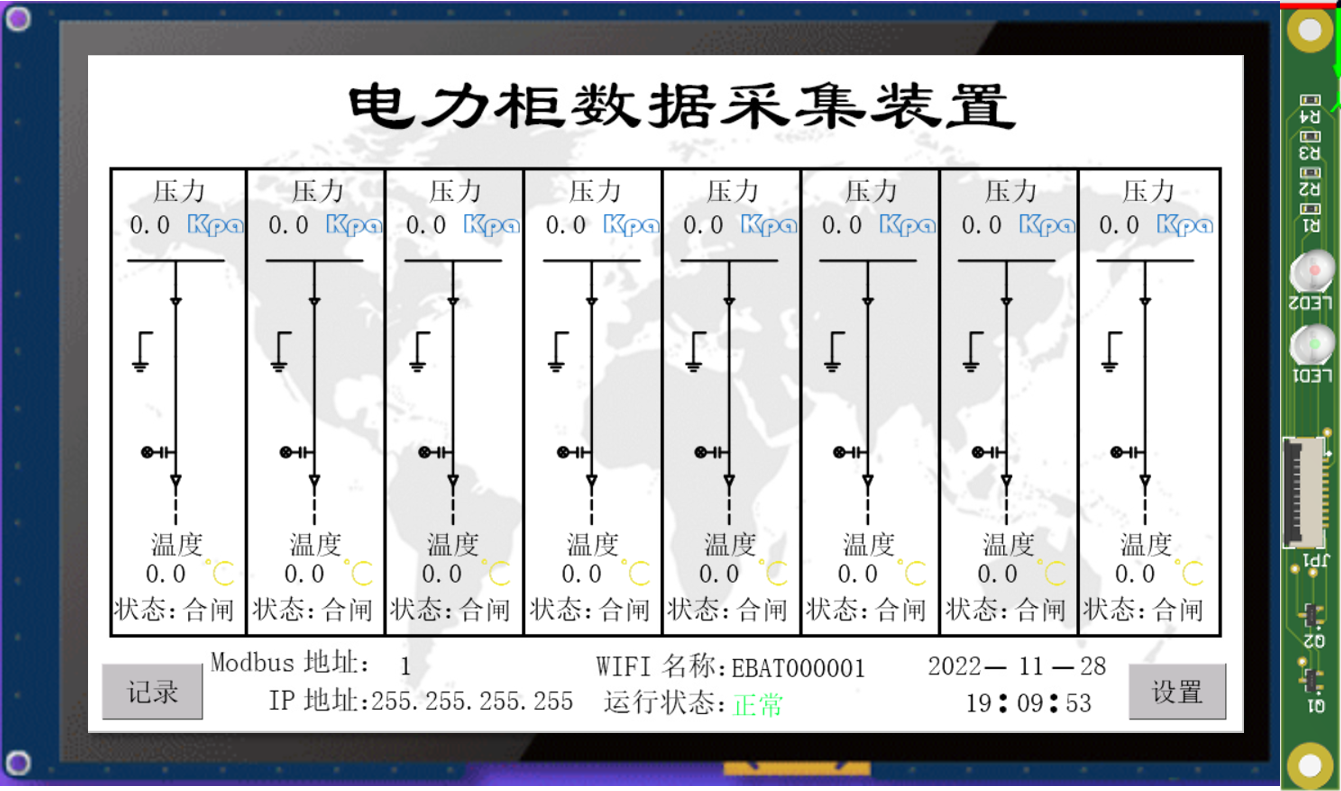 电力柜数据采集装置
压力 压力 压力 压力 压力 压力 压力 压力
0.0 Kpa 0.0 Kpa 0.0 Kpa 0.0 Kpa 0.0 Kpa 0.0 Kpa 0.0 Kpa 0.0 Kpa
温度 温度 温度 温度 温度 温度 温度 温度
0.0 ℃ 0.0 ℃ 0.0 ℃ 0.0 ℃ 0.0 ℃ 0.0 ℃ 0.0 ℃ 0.0 ℃
状态:合闸 状态:合闸 状态:合闸 状态:合闸 状态:合闸 状态:合闸 状态:合闸 状态:合闸
Modbus 地址: 1 WIFI 名称:EBAT000001 2022— 11 —28
记录 IP 地址:255.255.255.255 运行状态:正常 19:09:53 设置
R4
R3
R2
R1
LED2
LED1
JP1
Q2
Q1